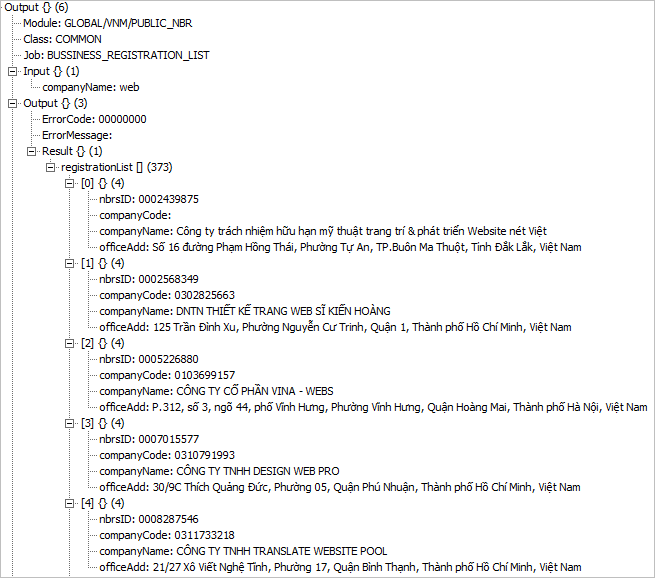 Output {} (6)
Module: GLOBAL/VNM/PUBLIC_NBR
Class: COMMON
Job: BUSSINESS_REGISTRATION_LIST
Input {} (1)
companyName: web
Output {} (3)
ErrorCode: 00000000
ErrorMessage:
Result {} (1)
registrationList [] (373)
[0] {} (4)
nbrsID: 0002439875
companyCode:
companyName: Công ty trách nhiệm hữu hạn mỹ thuật trang trí & phát triển Website nét Việt
officeAdd: Số 16 đường Phạm Hồng Thái, Phường Tự An, TP.Buôn Ma Thuột, Tỉnh Đắk Lắk, Việt Nam
[1] {} (4)
nbrsID: 0002568349
companyCode: 0302825663
companyName: DNTN THIẾT KẾ TRANG WEB SĨ KIẾN HOÀNG
officeAdd: 125 Trần Đình Xu, Phường Nguyễn Cư Trinh, Quận 1, Thành phố Hồ Chí Minh, Việt Nam
[2] {} (4)
nbrsID: 0005226880
companyCode: 0103699157
companyName: CÔNG TY CỔ PHẦN VINA - WEBS
officeAdd: P.312, số 3, ngõ 44, phố Vĩnh Hưng, Phường Vĩnh Hưng, Quận Hoàng Mai, Thành phố Hà Nội, Việt Nam
[3] {} (4)
nbrsID: 0007015577
companyCode: 0310791993
companyName: CÔNG TY TNHH DESIGN WEB PRO
officeAdd: 30/9C Thích Quảng Đức, Phường 05, Quận Phú Nhuận, Thành phố Hồ Chí Minh, Việt Nam
[4] {} (4)
nbrsID: 0008287546
companyCode: 0311733218
companyName: CÔNG TY TNHH TRANSLATE WEBSITE POOL
officeAdd: 21/27 Xô Viết Nghệ Tĩnh, Phường 17, Quận Bình Thạnh, Thành phố Hồ Chí Minh, Việt Nam